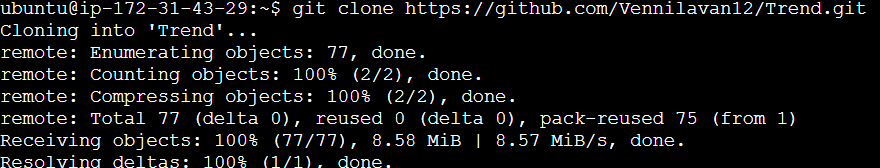 ubuntu@ip-172-31-43-29:~$ git clone https://github.com/Vennilavan12/Trend.git
Cloning into 'Trend'...
remote: Enumerating objects: 77, done.
remote: Counting objects: 100% (2/2), done.
remote: Compressing objects: 100% (2/2), done.
remote: Total 77 (delta 0), reused 0 (delta 0), pack-reused 75 (from 1)
Receiving objects: 100% (77/77), 8.58 MiB | 8.57 MiB/s, done.
Resolving deltas: 100% (1/1), done.